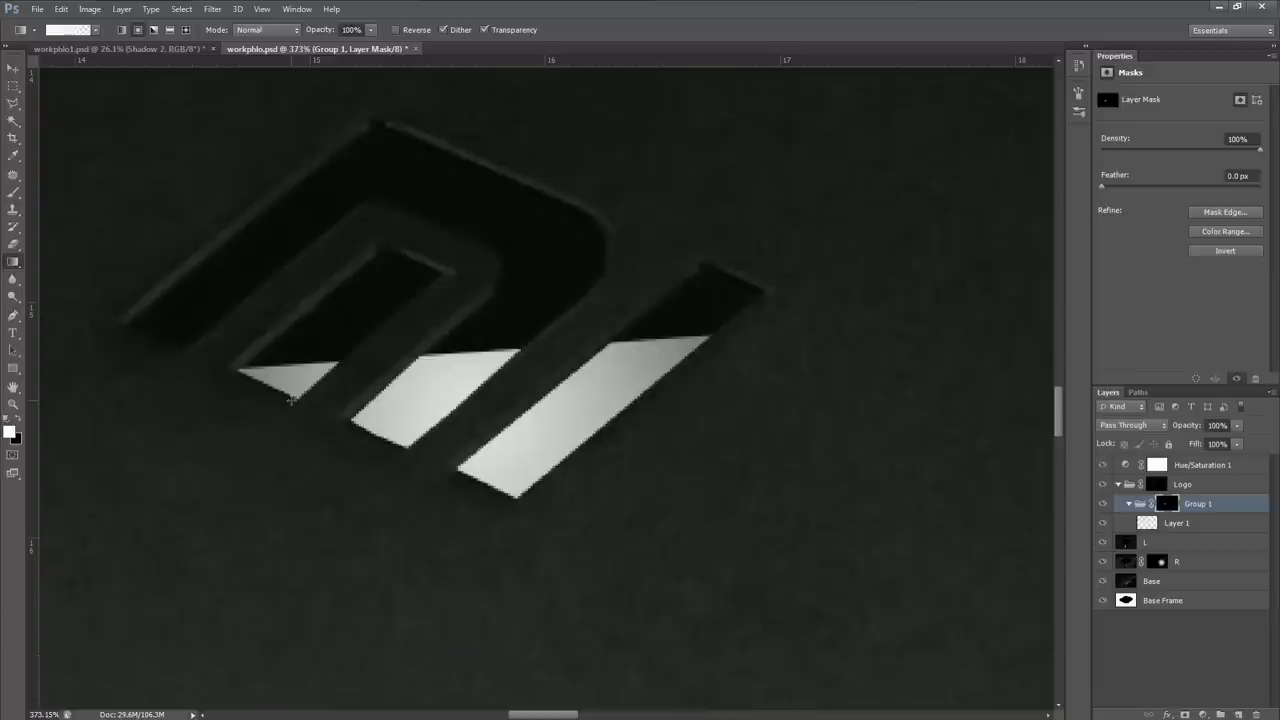 Ps File Edit Image Layer Type Select Filter 3D View Window Help
Mode: Normal Opacity: 100% Reverse Dither Transparency Essentials
workphlo1.psd @ 26.1% (Shadow 2, RGB/8*) * × workphlo.psd @ 373% (Group 1, Layer Mask/8) * ×
14 15 16 17 18
Properties
Masks
Layer Mask
Density: 100%
Feather: 0.0 px
Refine: Mask Edge...
Color Range...
Invert
Layers Paths
Kind
Pass Through Opacity: 100%
Lock: Fill: 100%
Hue/Saturation 1
Logo
Group 1
Layer 1
L
R
Base
Base Frame
14
15
16
373.15% Doc: 29.6M/106.3M